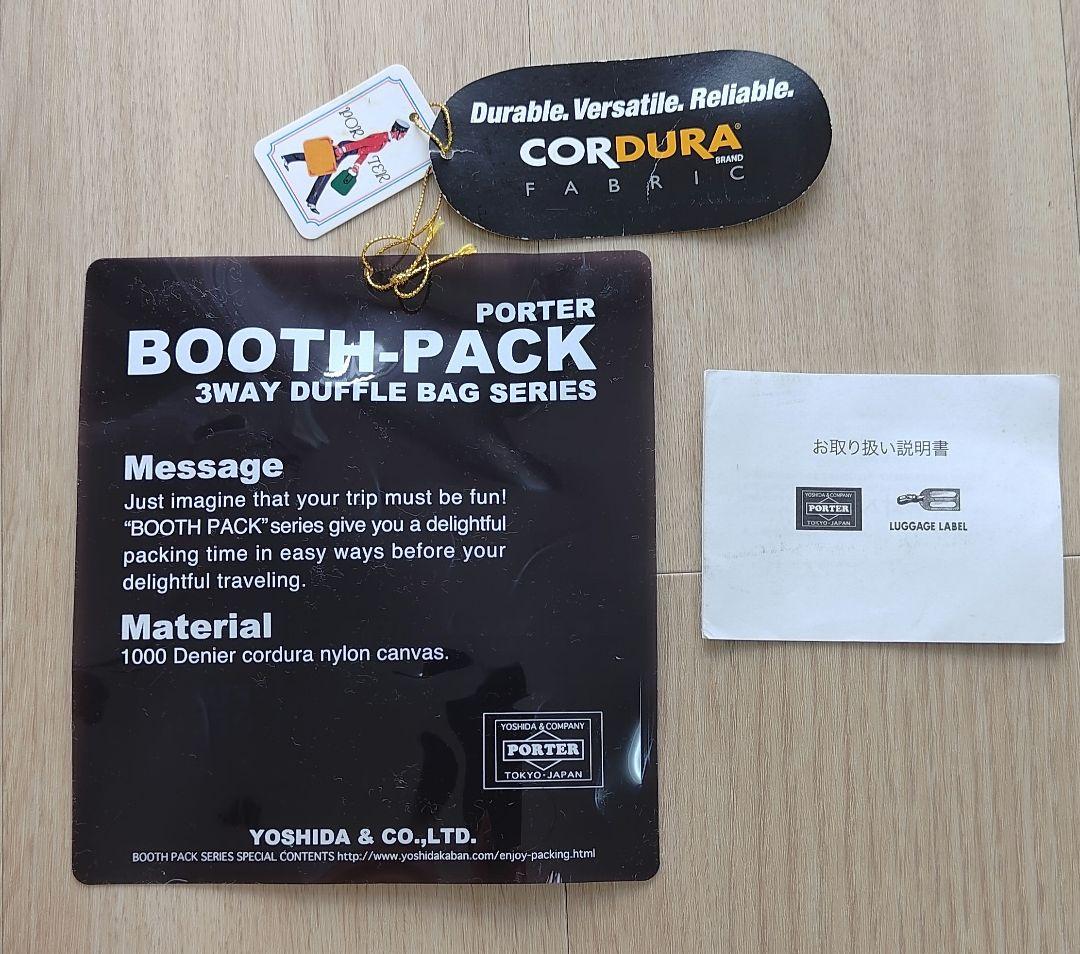 POR
TER
Durable. Versatile. Reliable.
CORDURA®
BRAND
FABRIC
PORTER
BOOTH-PACK
3WAY DUFFLE BAG SERIES
Message
Just imagine that your trip must be fun!
“BOOTH PACK” series give you a delightful
packing time in easy ways before your
delightful traveling.
Material
1000 Denier cordura nylon canvas.
YOSHIDA & COMPANY
PORTER
TOKYO・JAPAN
YOSHIDA & CO.,LTD.
BOOTH PACK SERIES SPECIAL CONTENTS http://www.yoshidakaban.com/enjoy-packing.html
お取り扱い説明書
YOSHIDA & COMPANY
PORTER
TOKYO・JAPAN
LUGGAGE LABEL